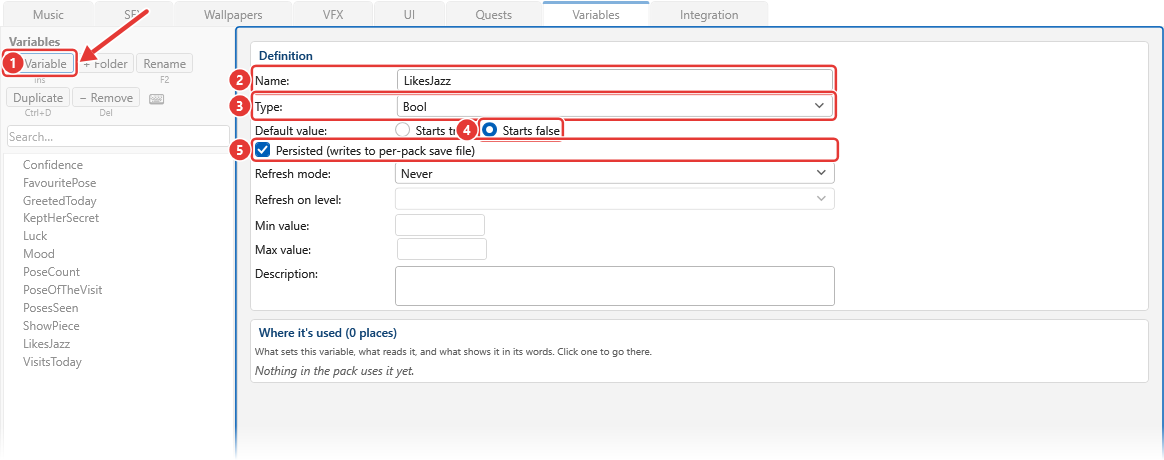 Music SFX Wallpapers VFX UI Quests Variables Integration
Variables
1 Variable + Folder Rename
Ins F2
Duplicate − Remove
Ctrl+D Del
Search...
Confidence
FavouritePose
GreetedToday
KeptHerSecret
Luck
Mood
PoseCount
PoseOfTheVisit
PosesSeen
ShowPiece
LikesJazz
VisitsToday
Definition
2 Name: LikesJazz
3 Type: Bool
Default value: Starts 4 Starts false
5 Persisted (writes to per-pack save file)
Refresh mode: Never
Refresh on level:
Min value:
Max value:
Description:
Where it's used (0 places)
What sets this variable, what reads it, and what shows it in its words. Click one to go there.
Nothing in the pack uses it yet.